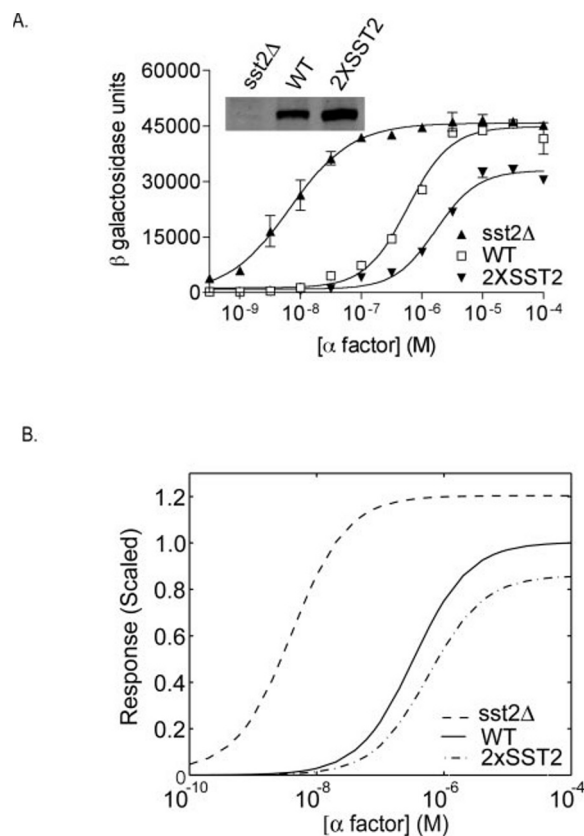 A.
sst2Δ
WT
2XSST2
60000
45000
30000
15000
0
β galactosidase units
sst2Δ
WT
2XSST2
10-9 10-8 10-7 10-6 10-5 10-4
[α factor] (M)
B.
1.2
1.0
0.8
0.6
0.4
0.2
0
Response (Scaled)
sst2Δ
WT
2xSST2
10-10 10-8 10-6 10-4
[α factor] (M)